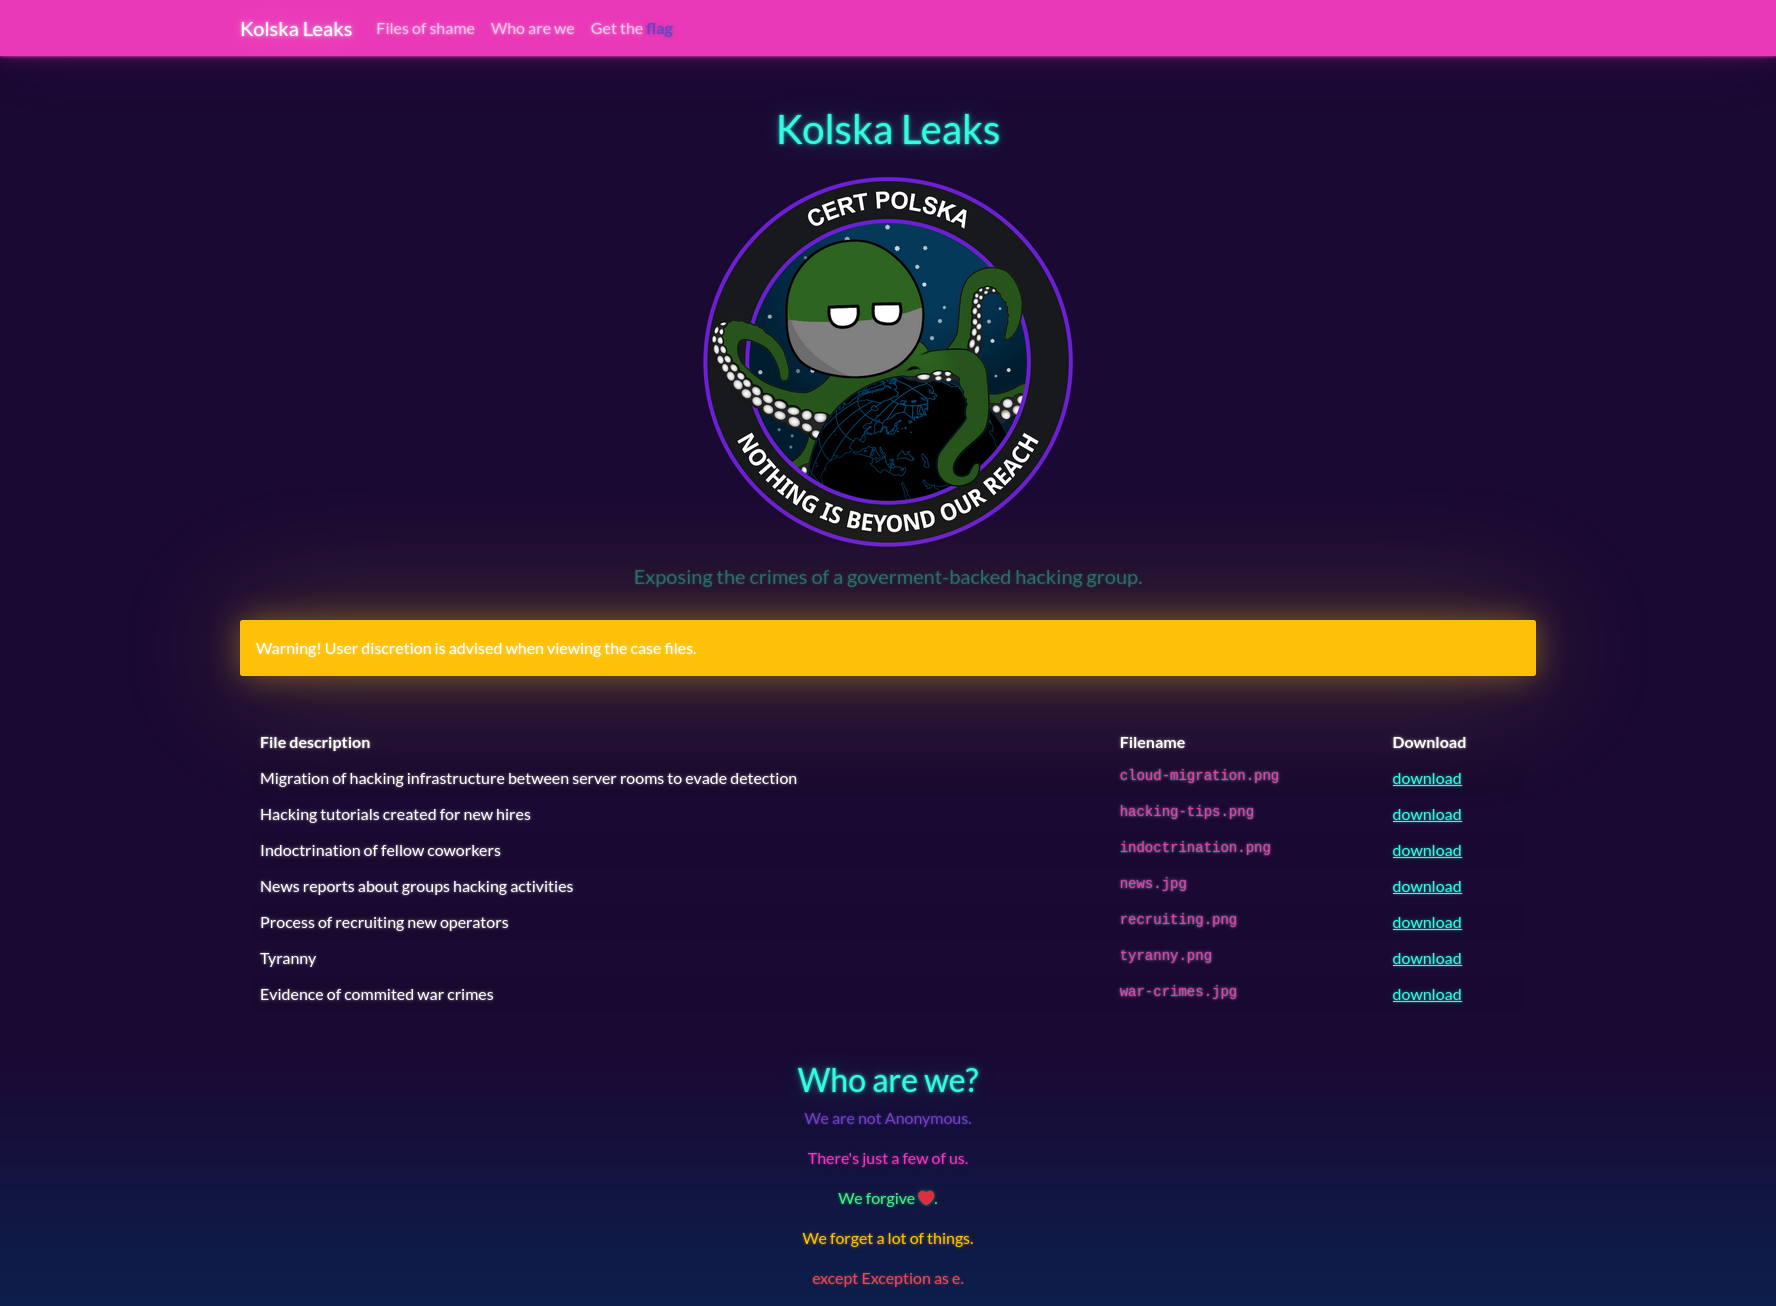 Kolska Leaks Files of shame Who are we Get the flag
Kolska Leaks
CERT POLSKA
NOTHING IS BEYOND OUR REACH
Exposing the crimes of a goverment-backed hacking group.
Warning! User discretion is advised when viewing the case files.
File description Filename Download
Migration of hacking infrastructure between server rooms to evade detection cloud-migration.png download
Hacking tutorials created for new hires hacking-tips.png download
Indoctrination of fellow coworkers indoctrination.png download
News reports about groups hacking activities news.jpg download
Process of recruiting new operators recruiting.png download
Tyranny tyranny.png download
Evidence of commited war crimes war-crimes.jpg download
Who are we?
We are not Anonymous.
There's just a few of us.
We forgive ❤.
We forget a lot of things.
except Exception as e.